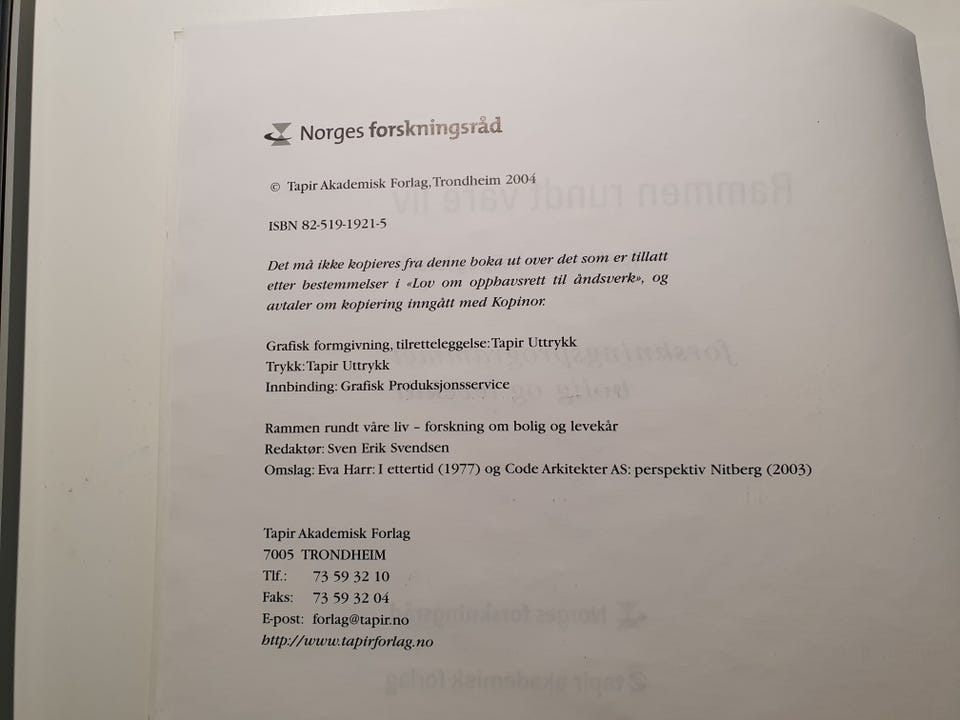 Norges forskningsråd
© Tapir Akademisk Forlag, Trondheim 2004
ISBN 82-519-1921-5
Det må ikke kopieres fra denne boka ut over det som er tillatt
etter bestemmelser i «Lov om opphavsrett til åndsverk», og
avtaler om kopiering inngått med Kopinor.
Grafisk formgivning, tilretteleggelse: Tapir Uttrykk
Trykk: Tapir Uttrykk
Innbinding: Grafisk Produksjonsservice
Rammen rundt våre liv – forskning om bolig og levekår
Redaktør: Sven Erik Svendsen
Omslag: Eva Harr: I ettertid (1977) og Code Arkitekter AS: perspektiv Nitberg (2003)
Tapir Akademisk Forlag
7005 TRONDHEIM
Tlf.: 73 59 32 10
Faks: 73 59 32 04
E-post: forlag@tapir.no
http://www.tapirforlag.no